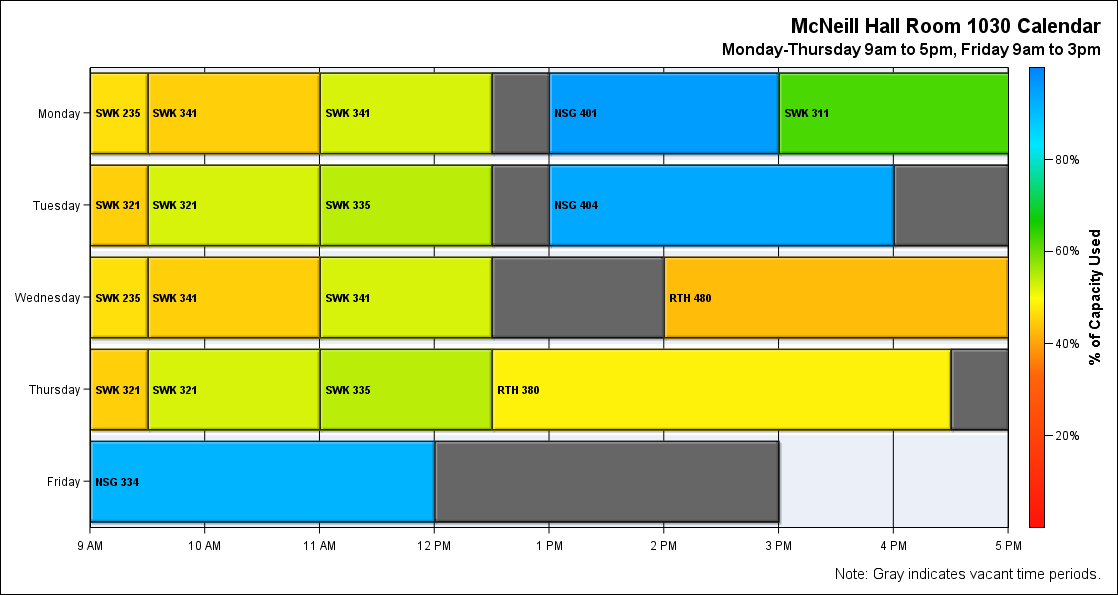 McNeill Hall Room 1030 Calendar
Monday-Thursday 9am to 5pm, Friday 9am to 3pm
Monday SWK 235 SWK 341 SWK 341 NSG 401 SWK 311
80%
Tuesday SWK 321 SWK 321 SWK 335 NSG 404
60%
% of Capacity Used
Wednesday SWK 235 SWK 341 SWK 341 RTH 480
40%
Thursday SWK 321 SWK 321 SWK 335 RTH 380
20%
Friday NSG 334
9 AM 10 AM 11 AM 12 PM 1 PM 2 PM 3 PM 4 PM 5 PM
Note: Gray indicates vacant time periods.